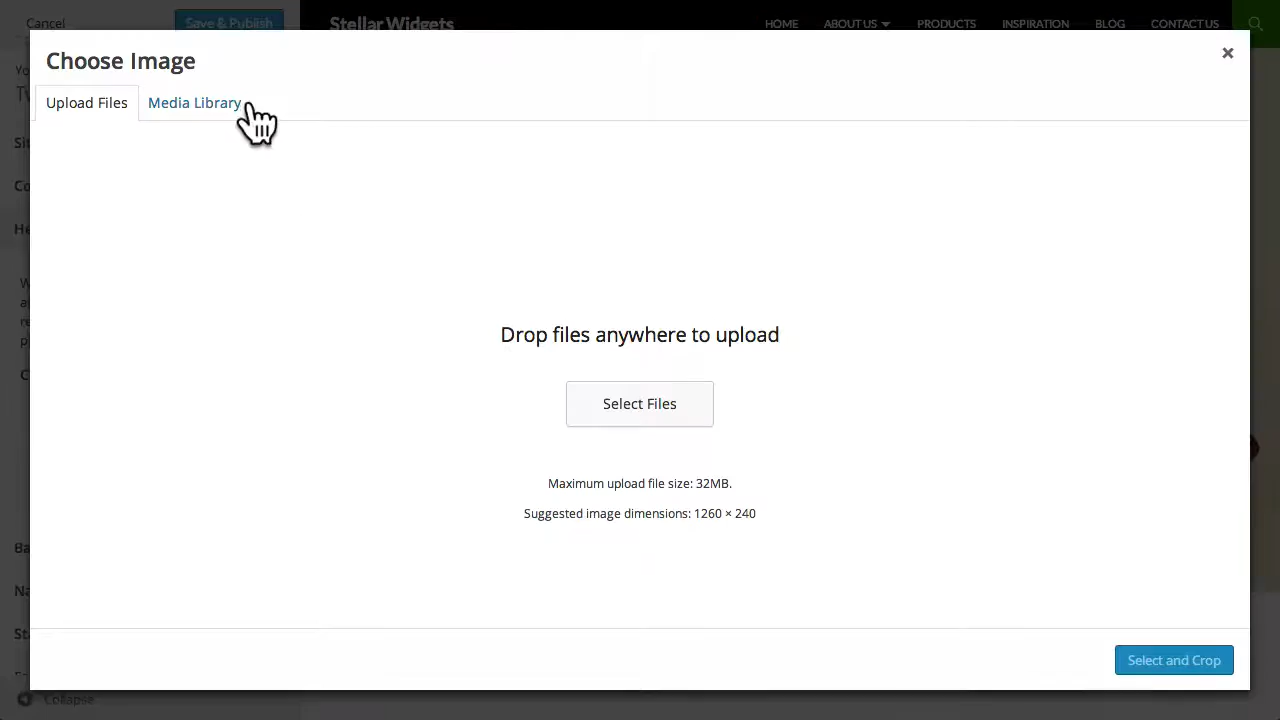 Cancel
Save & Publish
Stellar Widgets
HOME
ABOUT US
PRODUCTS
INSPIRATION
BLOG
CONTACT US
Choose Image
Upload Files
Media Library
Drop files anywhere to upload
Select Files
Maximum upload file size: 32MB.
Suggested image dimensions: 1260 × 240
Select and Crop
Collapse